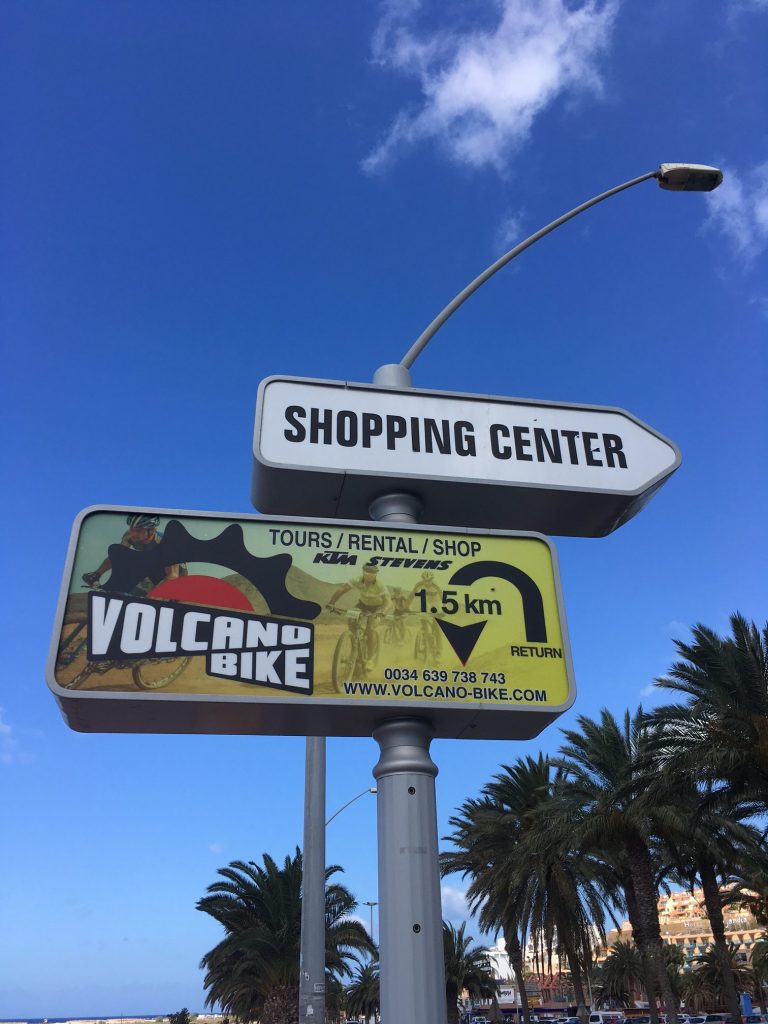 SHOPPING CENTER
TOURS / RENTAL / SHOP
KTM STEVENS
VOLCANO
BIKE
1.5 km
RETURN
0034 639 738 743
WWW.VOLCANO-BIKE.COM